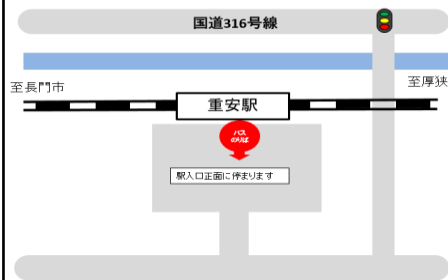 国道316号線
至長門市
至厚狭
重安駅
バス
のりば
駅入口正面に停まります